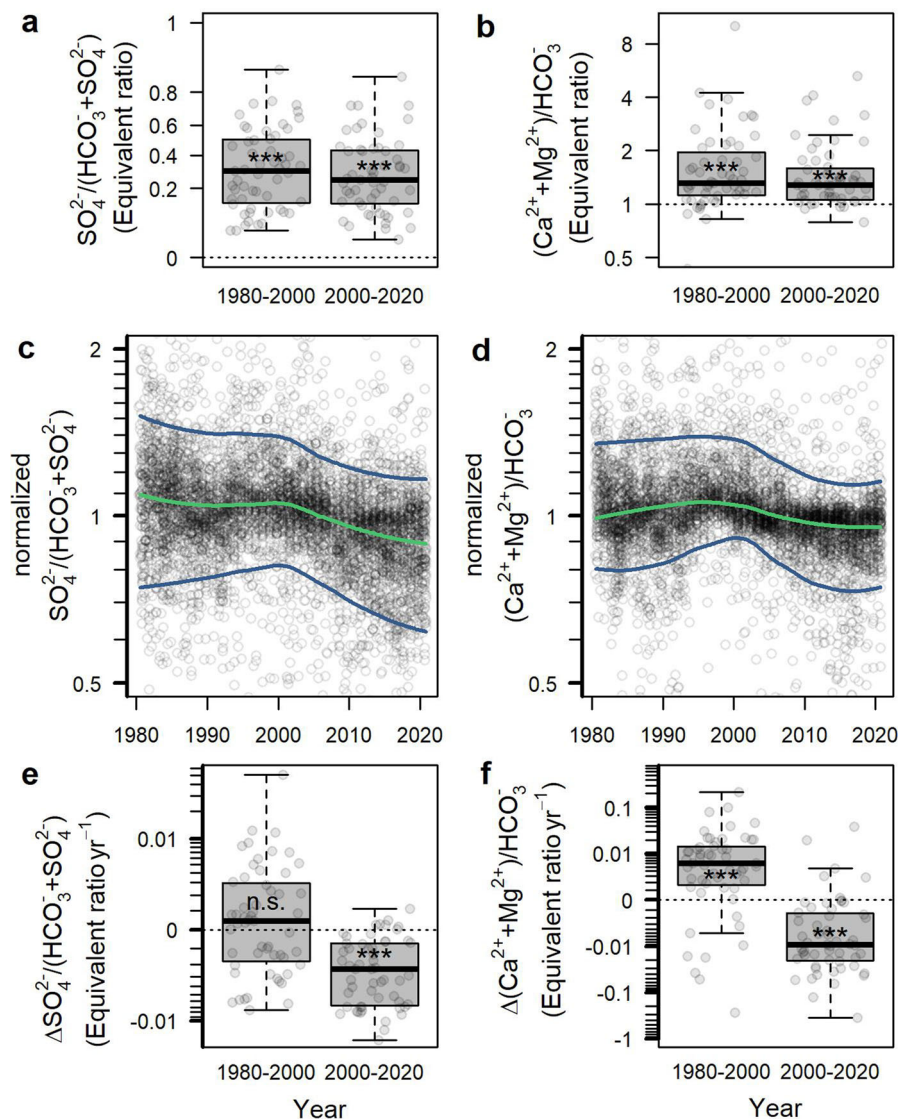 a
SO₄²⁻/(HCO₃⁻+SO₄²⁻)
(Equivalent ratio)
1
0.8
0.6
0.4
0.2
0
***
***
1980-2000
2000-2020
b
(Ca²⁺+Mg²⁺)/HCO₃⁻
(Equivalent ratio)
8
4
2
1
0.5
***
***
1980-2000
2000-2020
c
normalized
SO₄²⁻/(HCO₃⁻+SO₄²⁻)
2
1
0.5
1980
1990
2000
2010
2020
d
normalized
(Ca²⁺+Mg²⁺)/HCO₃⁻
2
1
0.5
1980
1990
2000
2010
2020
e
ΔSO₄²⁻/(HCO₃⁻+SO₄²⁻)
(Equivalent ratio yr⁻¹)
0.01
0
-0.01
n.s.
***
1980-2000
2000-2020
Year
f
Δ(Ca²⁺+Mg²⁺)/HCO₃⁻
(Equivalent ratio yr⁻¹)
0.1
0.01
0
-0.01
-0.1
-1
***
***
1980-2000
2000-2020
Year